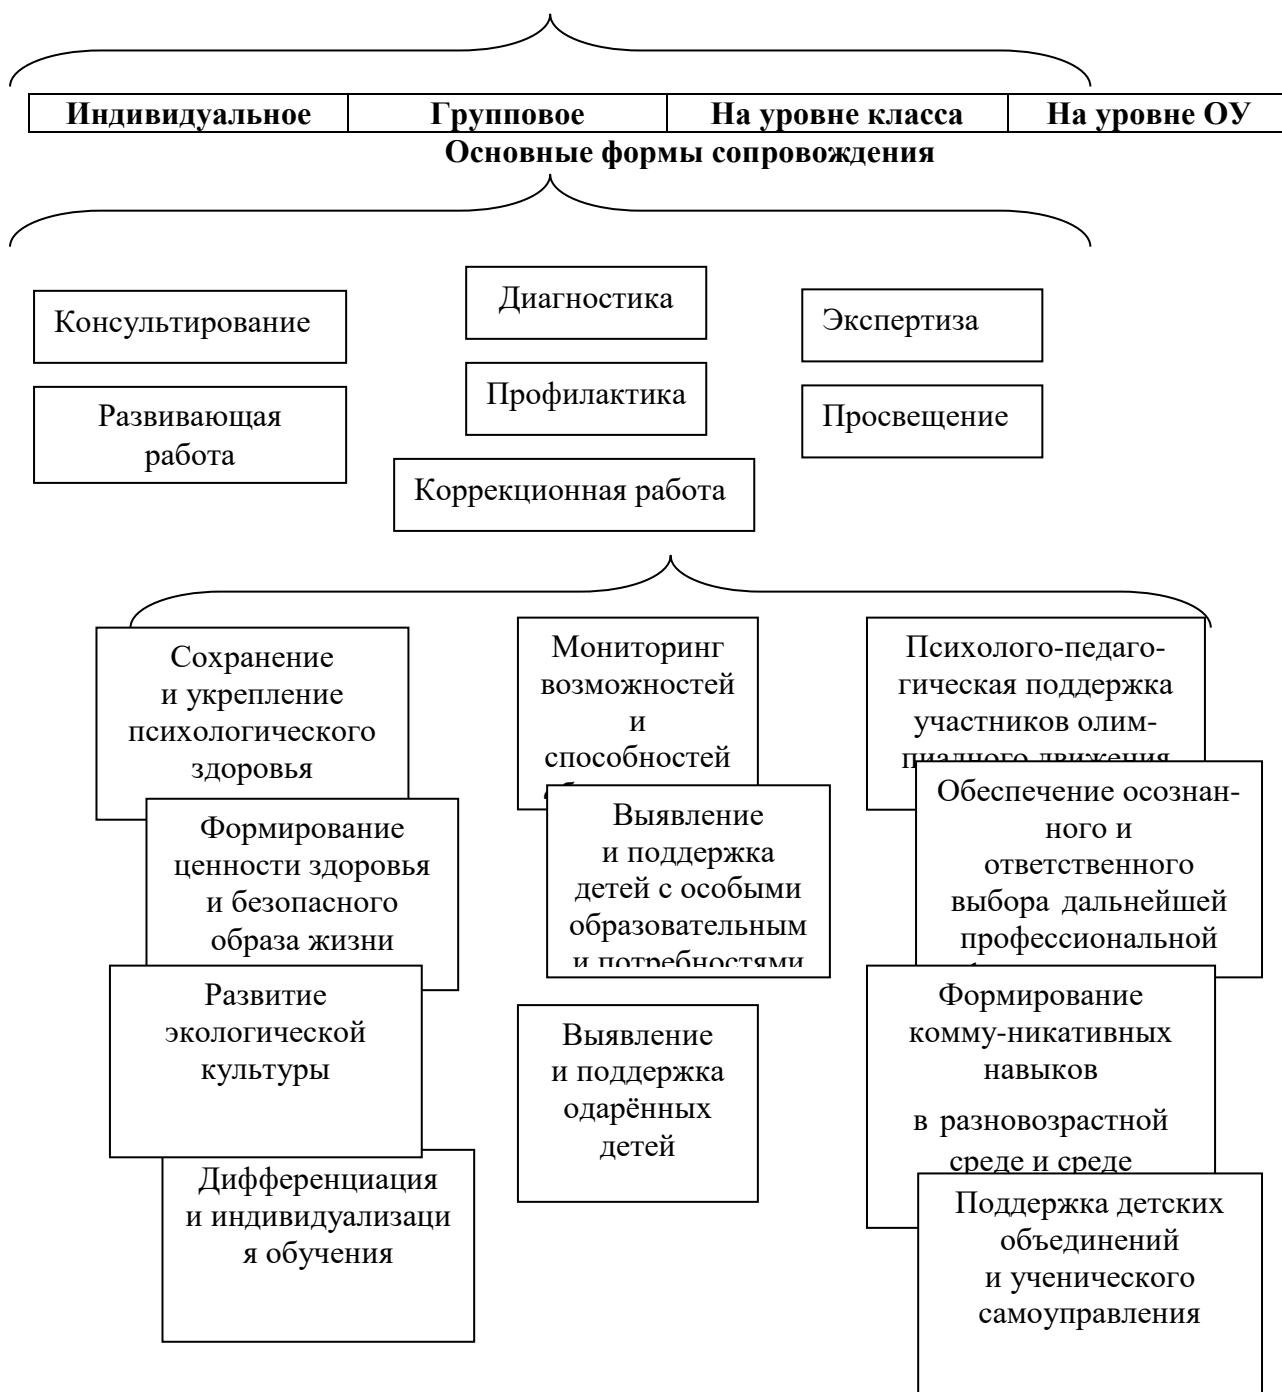 Индивидуальное Групповое На уровне класса На уровне ОУ
Основные формы сопровождения
Консультирование
Диагностика
Экспертиза
Развивающая
работа
Профилактика
Просвещение
Коррекционная работа
Сохранение
и укрепление
психологического
здоровья
Формирование
ценности здоровья
и безопасного
образа жизни
Развитие
экологической
культуры
Дифференциация
и индивидуализаци
я обучения
Мониторинг
возможностей
и
способностей
Выявление
и поддержка
детей с особыми
образовательным
и потребностями
Выявление
и поддержка
одарённых
детей
Психолого-педаго-
гическая поддержка
участников олим-
пиадного движения
Обеспечение осознан-
ного и
ответственного
выбора дальнейшей
профессиональной
Формирование
комму-никативных
навыков
в разновозрастной
среде и среде
Поддержка детских
объединений
и ученического
самоуправления